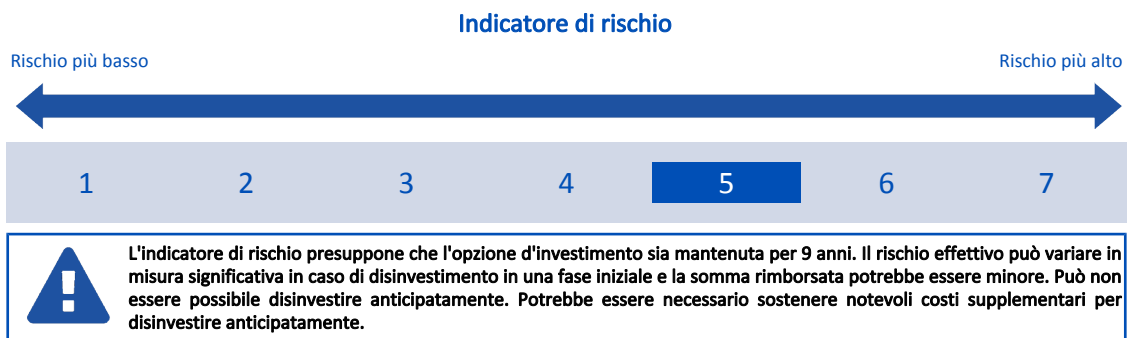 Indicatore di rischio
Rischio più basso
Rischio più alto
1 2 3 4 5 6 7
L'indicatore di rischio presuppone che l'opzione d'investimento sia mantenuta per 9 anni. Il rischio effettivo può variare in
misura significativa in caso di disinvestimento in una fase iniziale e la somma rimborsata potrebbe essere minore. Può non
essere possibile disinvestire anticipatamente. Potrebbe essere necessario sostenere notevoli costi supplementari per
disinvestire anticipatamente.